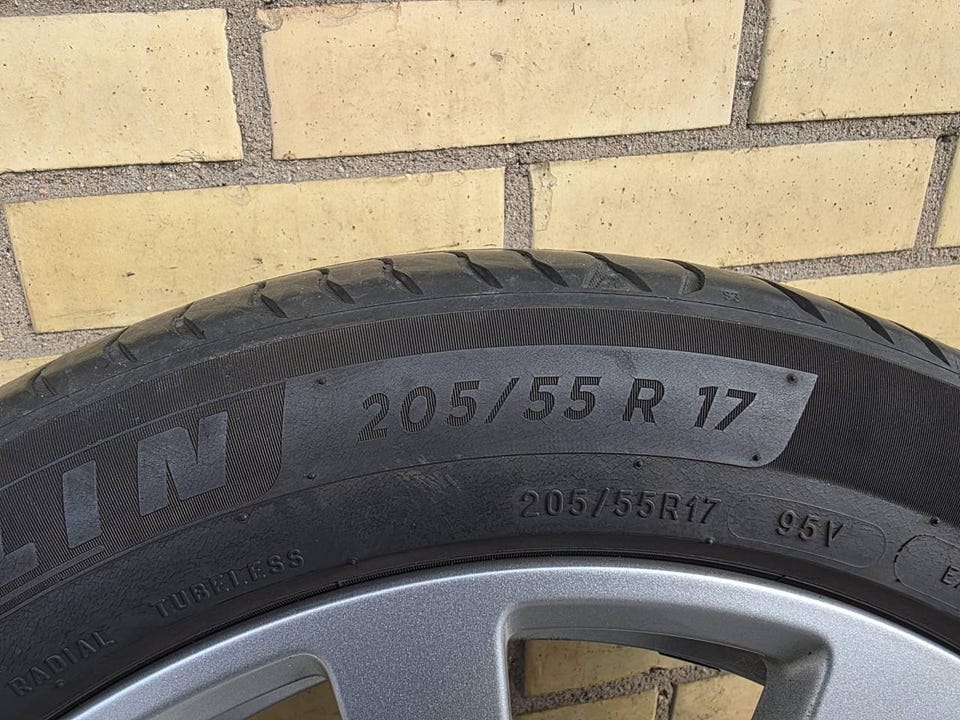 LIN
205/55 R 17
205/55R17 95V
RADIAL TUBELESS